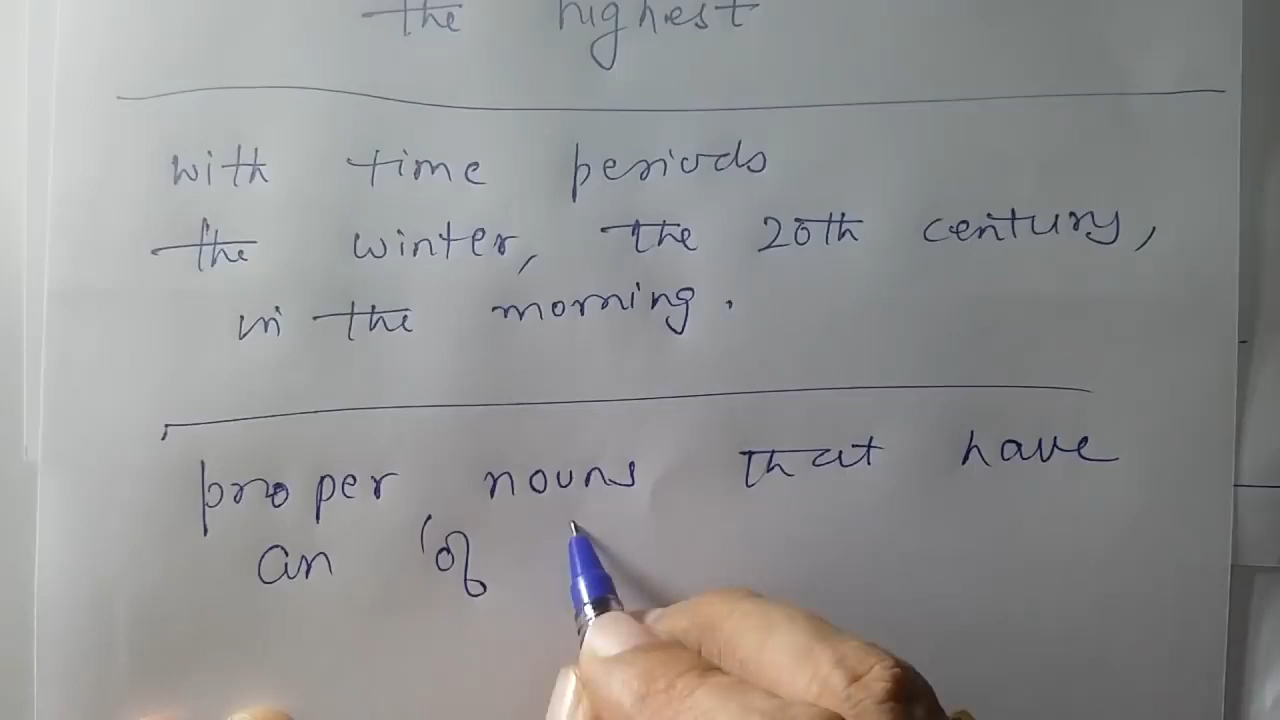 the highest
with time periods
the winter, the 20th century,
in the morning.
proper nouns that have
an 'of